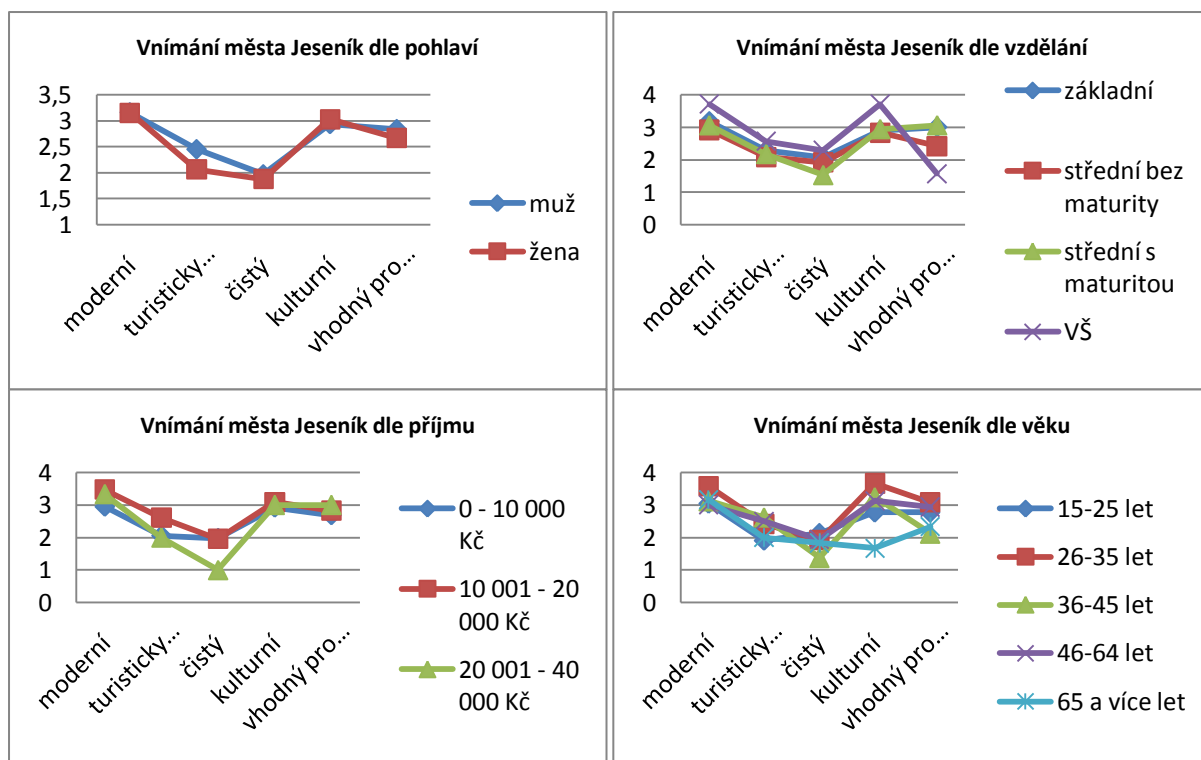 Vnímání města Jeseník dle pohlaví
3,5
3
2,5
2
1,5
1
moderní
turisticky...
čistý
kulturní
vhodný pro...
muž
žena
Vnímání města Jeseník dle vzdělání
4
3
2
1
0
moderní
turisticky...
čistý
kulturní
vhodný pro...
základní
střední bez
maturity
střední s
maturitou
VŠ
Vnímání města Jeseník dle příjmu
4
3
2
1
0
moderní
turisticky...
čistý
kulturní
vhodný pro...
0 - 10 000
Kč
10 001 - 20
000 Kč
20 001 - 40
000 Kč
Vnímání města Jeseník dle věku
4
3
2
1
0
moderní
turisticky...
čistý
kulturní
vhodný pro...
15-25 let
26-35 let
36-45 let
46-64 let
65 a více let